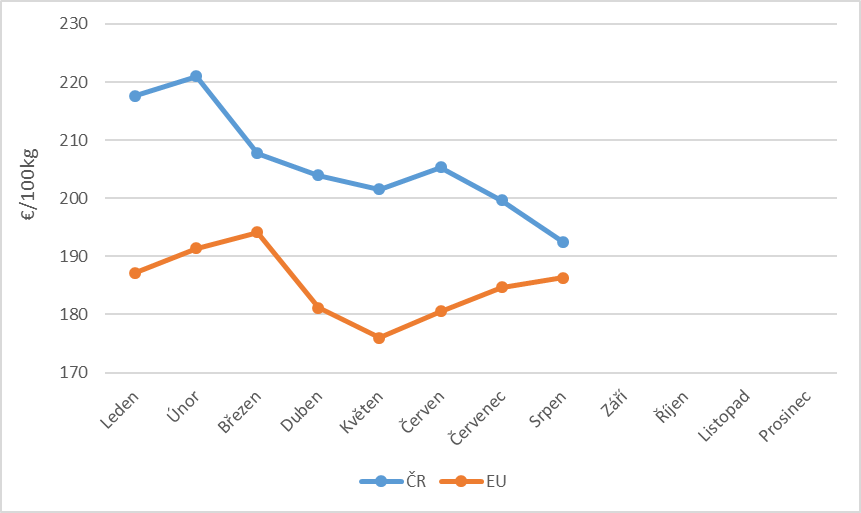 230
220
210
200
190
180
170
€/100kg
Leden
Únor
Březen
Duben
Květen
Červen
Červenec
Srpen
Září
Říjen
Listopad
Prosinec
ČR
EU